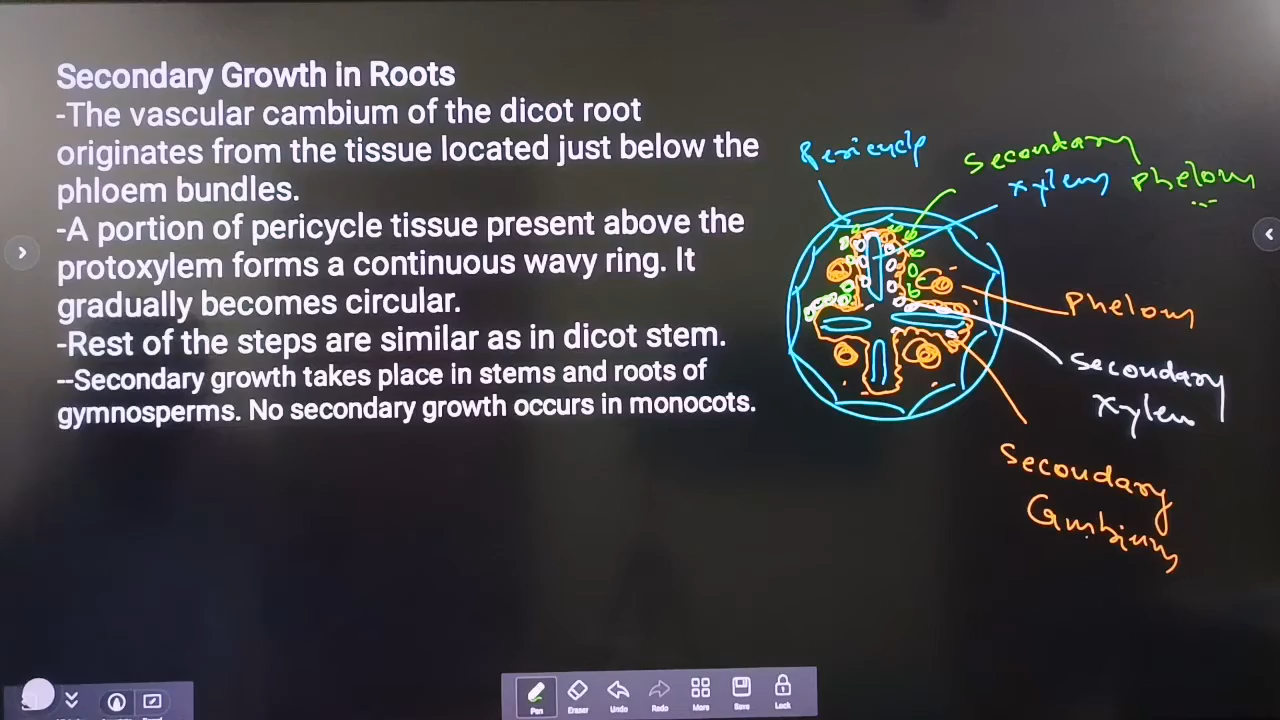 Secondary Growth in Roots
-The vascular cambium of the dicot root
originates from the tissue located just below the
phloem bundles.
-A portion of pericycle tissue present above the
protoxylem forms a continuous wavy ring. It
gradually becomes circular.
-Rest of the steps are similar as in dicot stem.
--Secondary growth takes place in stems and roots of
gymnosperms. No secondary growth occurs in monocots.
Pericycle
Secondary
Phelom
xylem
Phelom
Secondary
xylem
Secoudary
Cambium
Pen Eraser Undo Redo More Save Lock